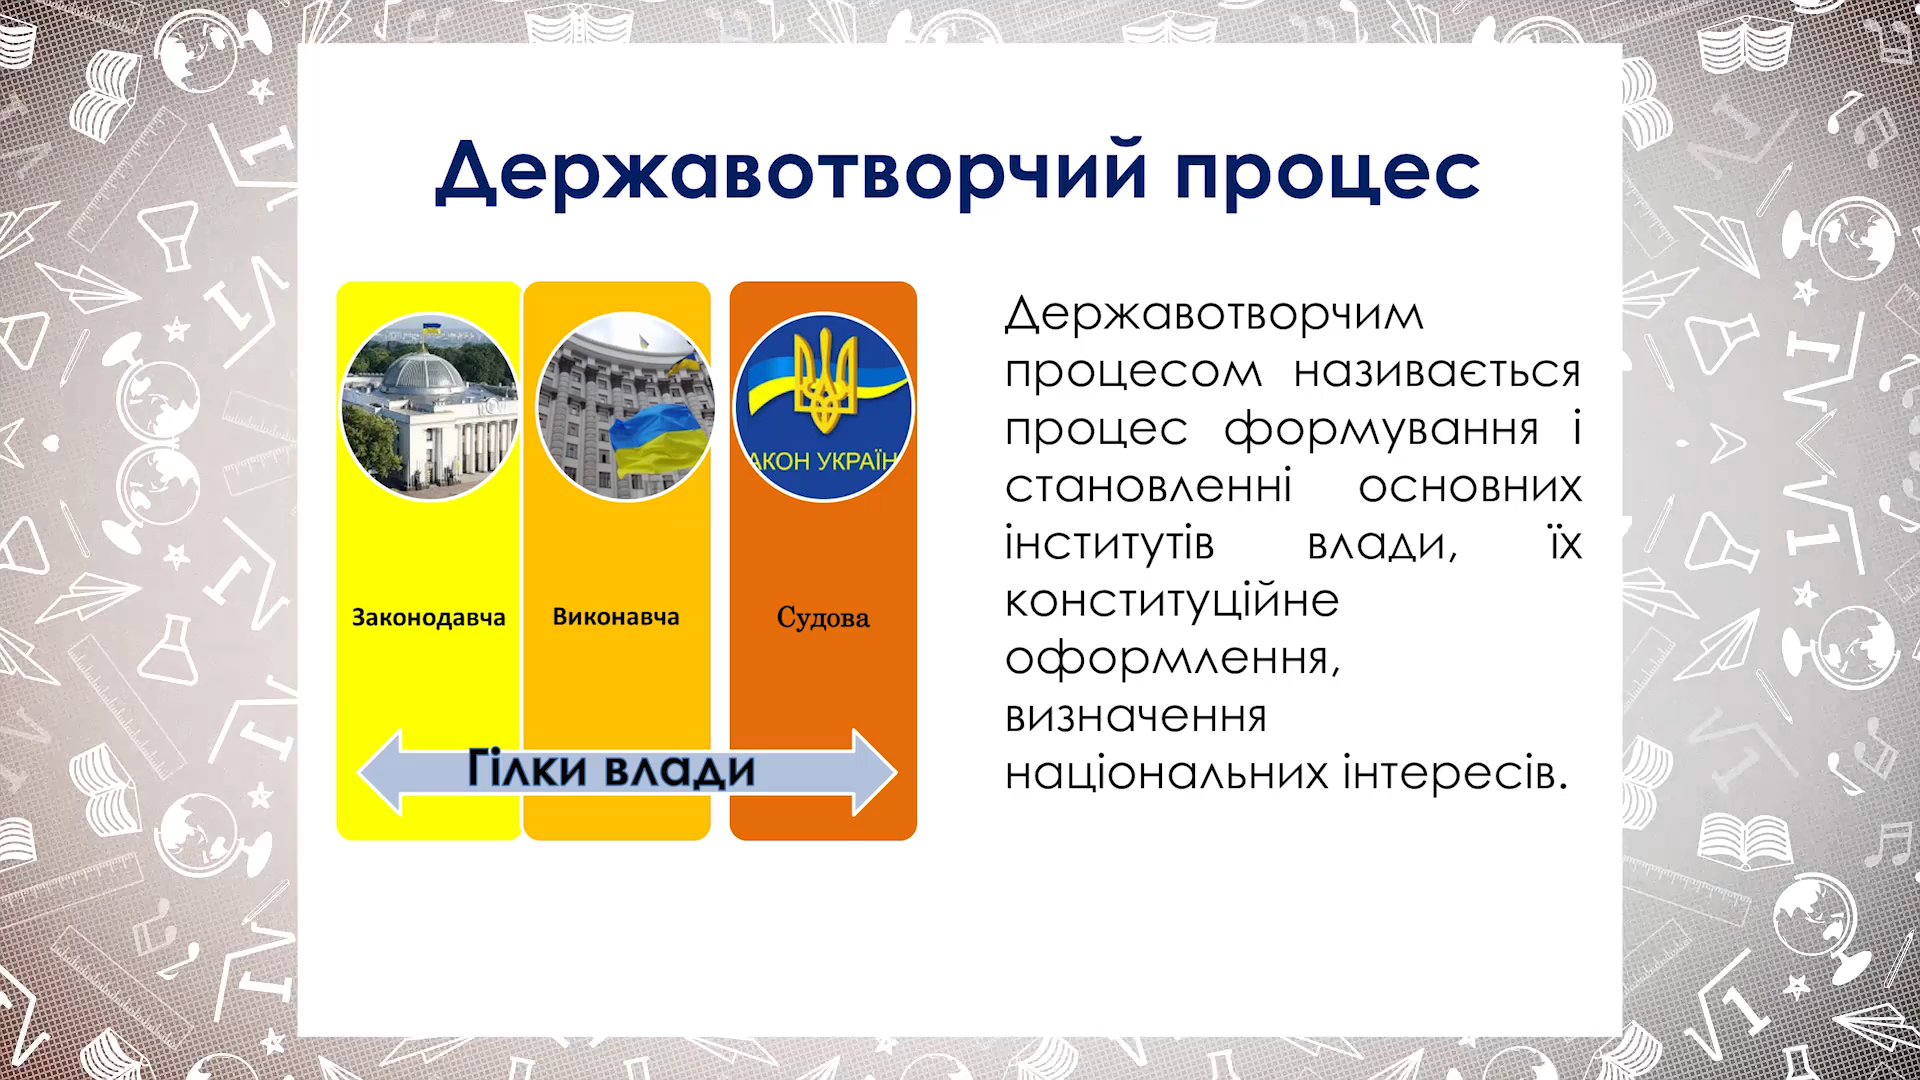 Державотворчий процес
АКОН УКРАЇН
Законодавча
Виконавча
Судова
Гілки влади
Державотворчим
процесом називається
процес формування і
становленні основних
інститутів влади, їх
конституційне
оформлення,
визначення
національних інтересів.